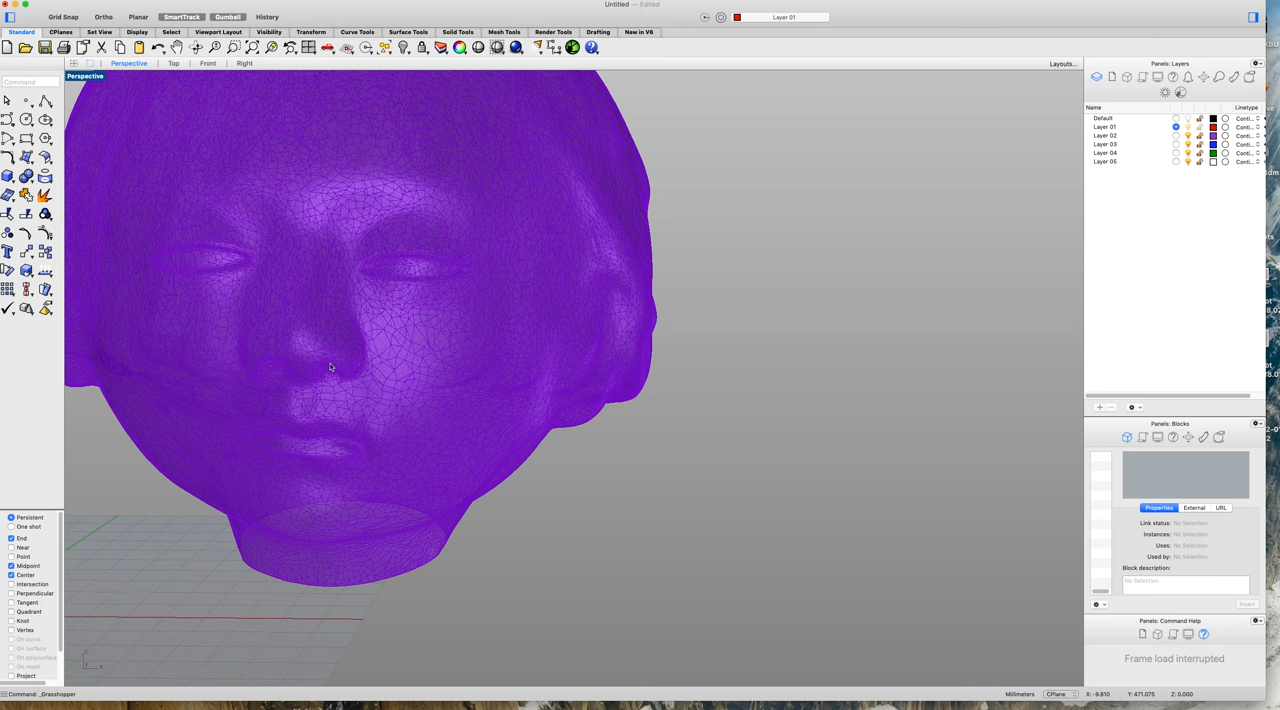 Untitled — Edited
Grid Snap Ortho Planar SmartTrack Gumball History
Layer 01
Standard CPlanes Set View Display Select Viewport Layout Visibility Transform Curve Tools Surface Tools Solid Tools Mesh Tools Render Tools Drafting New in V6
Perspective Top Front Right Layouts...
Perspective
Command
Persistent
One shot
End
Near
Point
Midpoint
Center
Intersection
Perpendicular
Tangent
Quadrant
Knot
Vertex
On curve
On surface
On polysurface
On mesh
Project
z
x
Panels: Layers
Name Linetype
Default Conti...
Layer 01 Conti...
Layer 02 Conti...
Layer 03 Conti...
Layer 04 Conti...
Layer 05 Conti...
Panels: Blocks
Properties External URL
Link status: No Selection
Instances: No Selection
Uses: No Selection
Used by: No Selection
Block description:
No Selection
Insert
Panels: Command Help
Frame load interrupted
Command: _Grasshopper Millimeters CPlane X: -9.810 Y: 471.075 Z: 0.000